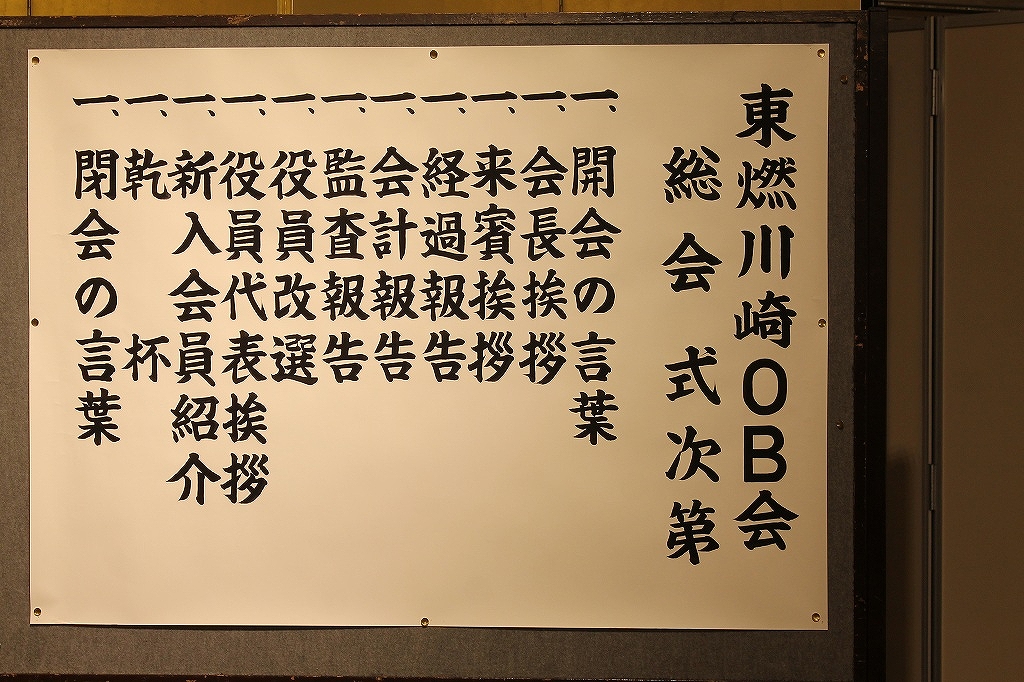 東燃川崎OB会
総会式次第
一、開会の言葉
一、会長挨拶
一、来賓挨拶
一、経過報告
一、会計報告
一、監査報告
一、役員改選
一、役員代表挨拶
一、新入会員紹介
一、乾杯
一、閉会の言葉